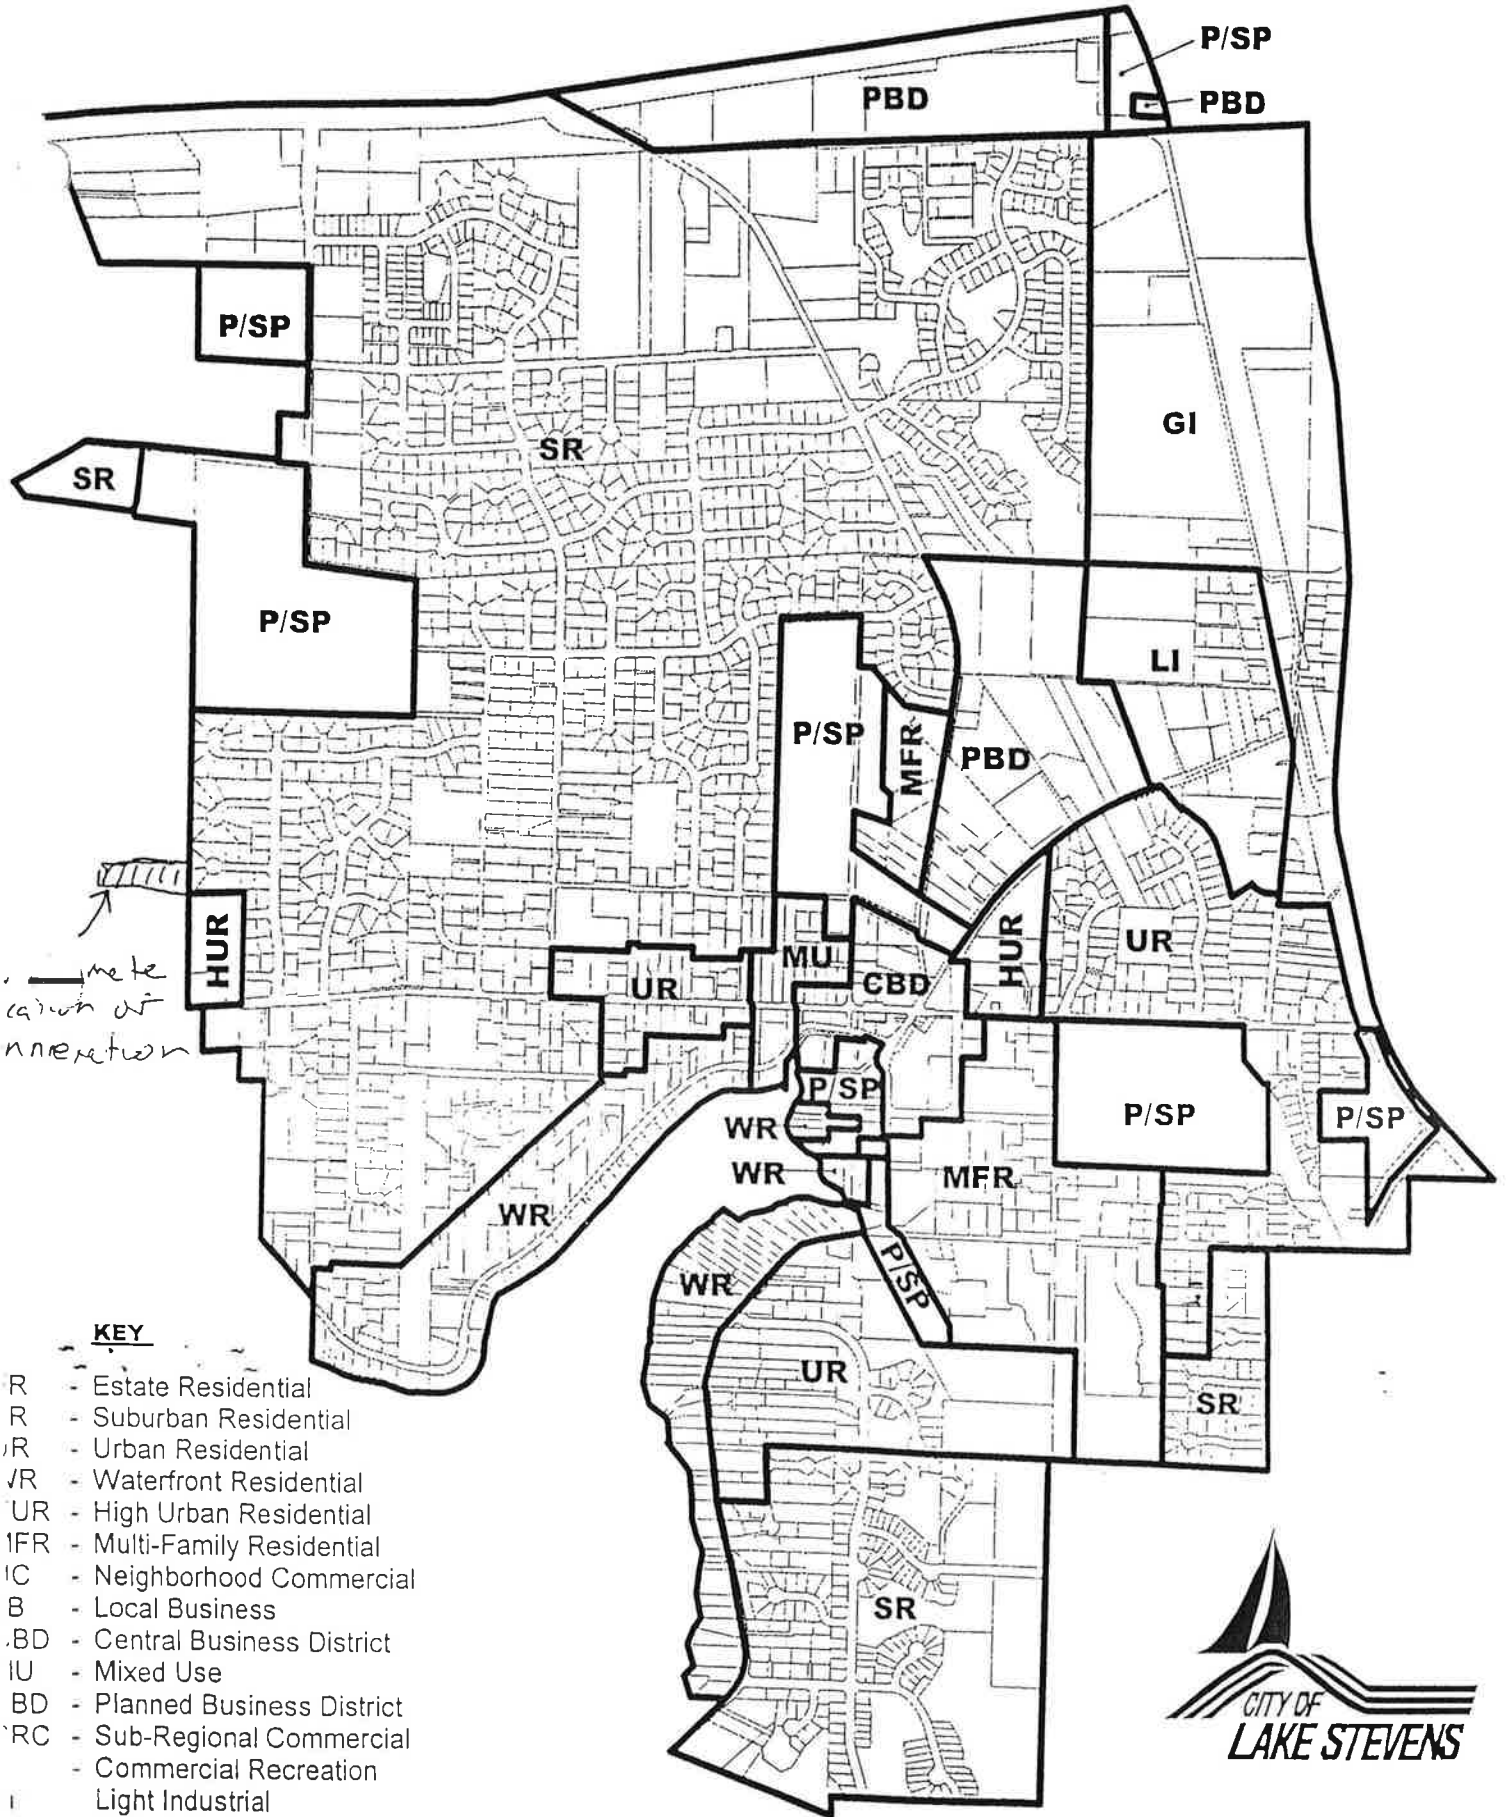 P/SP
PBD
PBD
P/SP
GI
SR
SR
P/SP
LI
P/SP
MFR
PBD
HUR
MU
UR
CBD
HUR
UR
P SP
WR
P/SP
P/SP
WR
MFR
WR
P/SP
WR
UR
SR
SR
KEY
R - Estate Residential
R - Suburban Residential
R - Urban Residential
R - Waterfront Residential
UR - High Urban Residential
FR - Multi-Family Residential
C - Neighborhood Commercial
B - Local Business
BD - Central Business District
U - Mixed Use
BD - Planned Business District
RC - Sub-Regional Commercial
- Commercial Recreation
Light Industrial
CITY OF
LAKE STEVENS